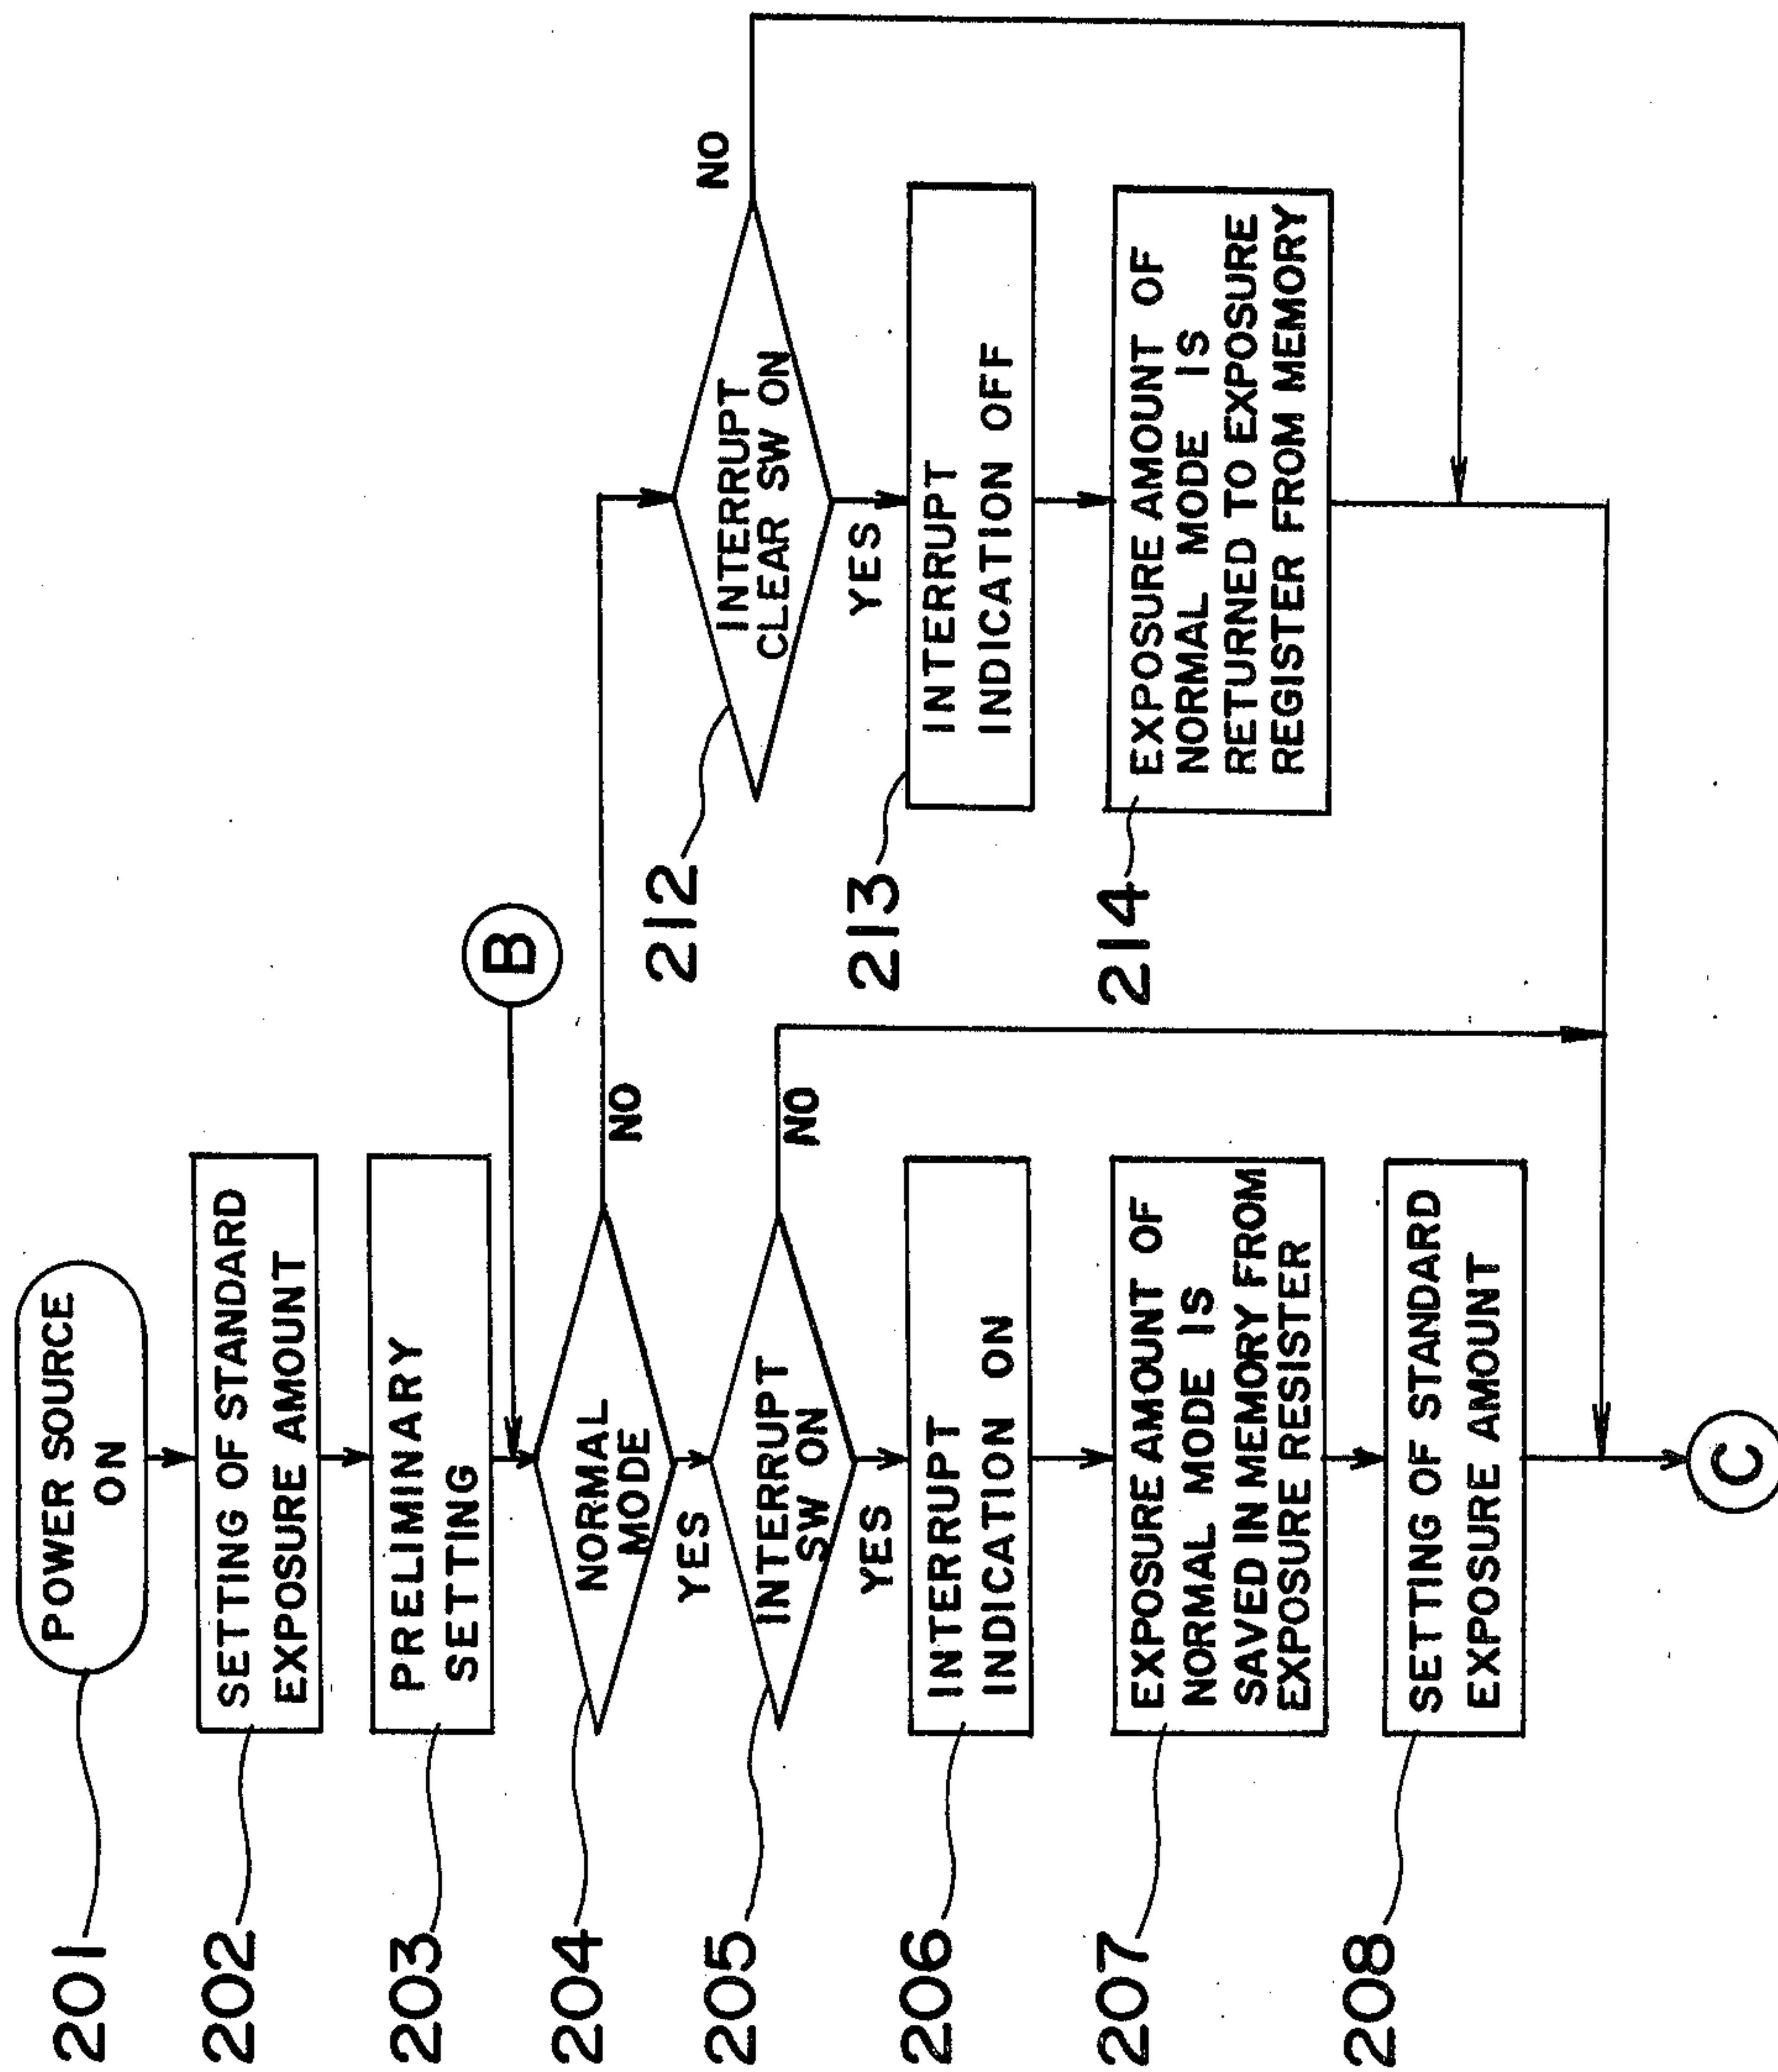 201
POWER SOURCE
ON
202
SETTING OF STANDARD
EXPOSURE AMOUNT
203
PRELIMINARY
SETTING
B
204
NORMAL
MODE
NO
YES
205
INTERRUPT
SW ON
NO
YES
206
INTERRUPT
INDICATION ON
207
EXPOSURE AMOUNT OF
NORMAL MODE IS
SAVED IN MEMORY FROM
EXPOSURE RESISTER
208
SETTING OF STANDARD
EXPOSURE AMOUNT
C
212
INTERRUPT
CLEAR SW ON
NO
YES
213
INTERRUPT
INDICATION OFF
214
EXPOSURE AMOUNT OF
NORMAL MODE IS
RETURNED TO EXPOSURE
REGISTER FROM MEMORY